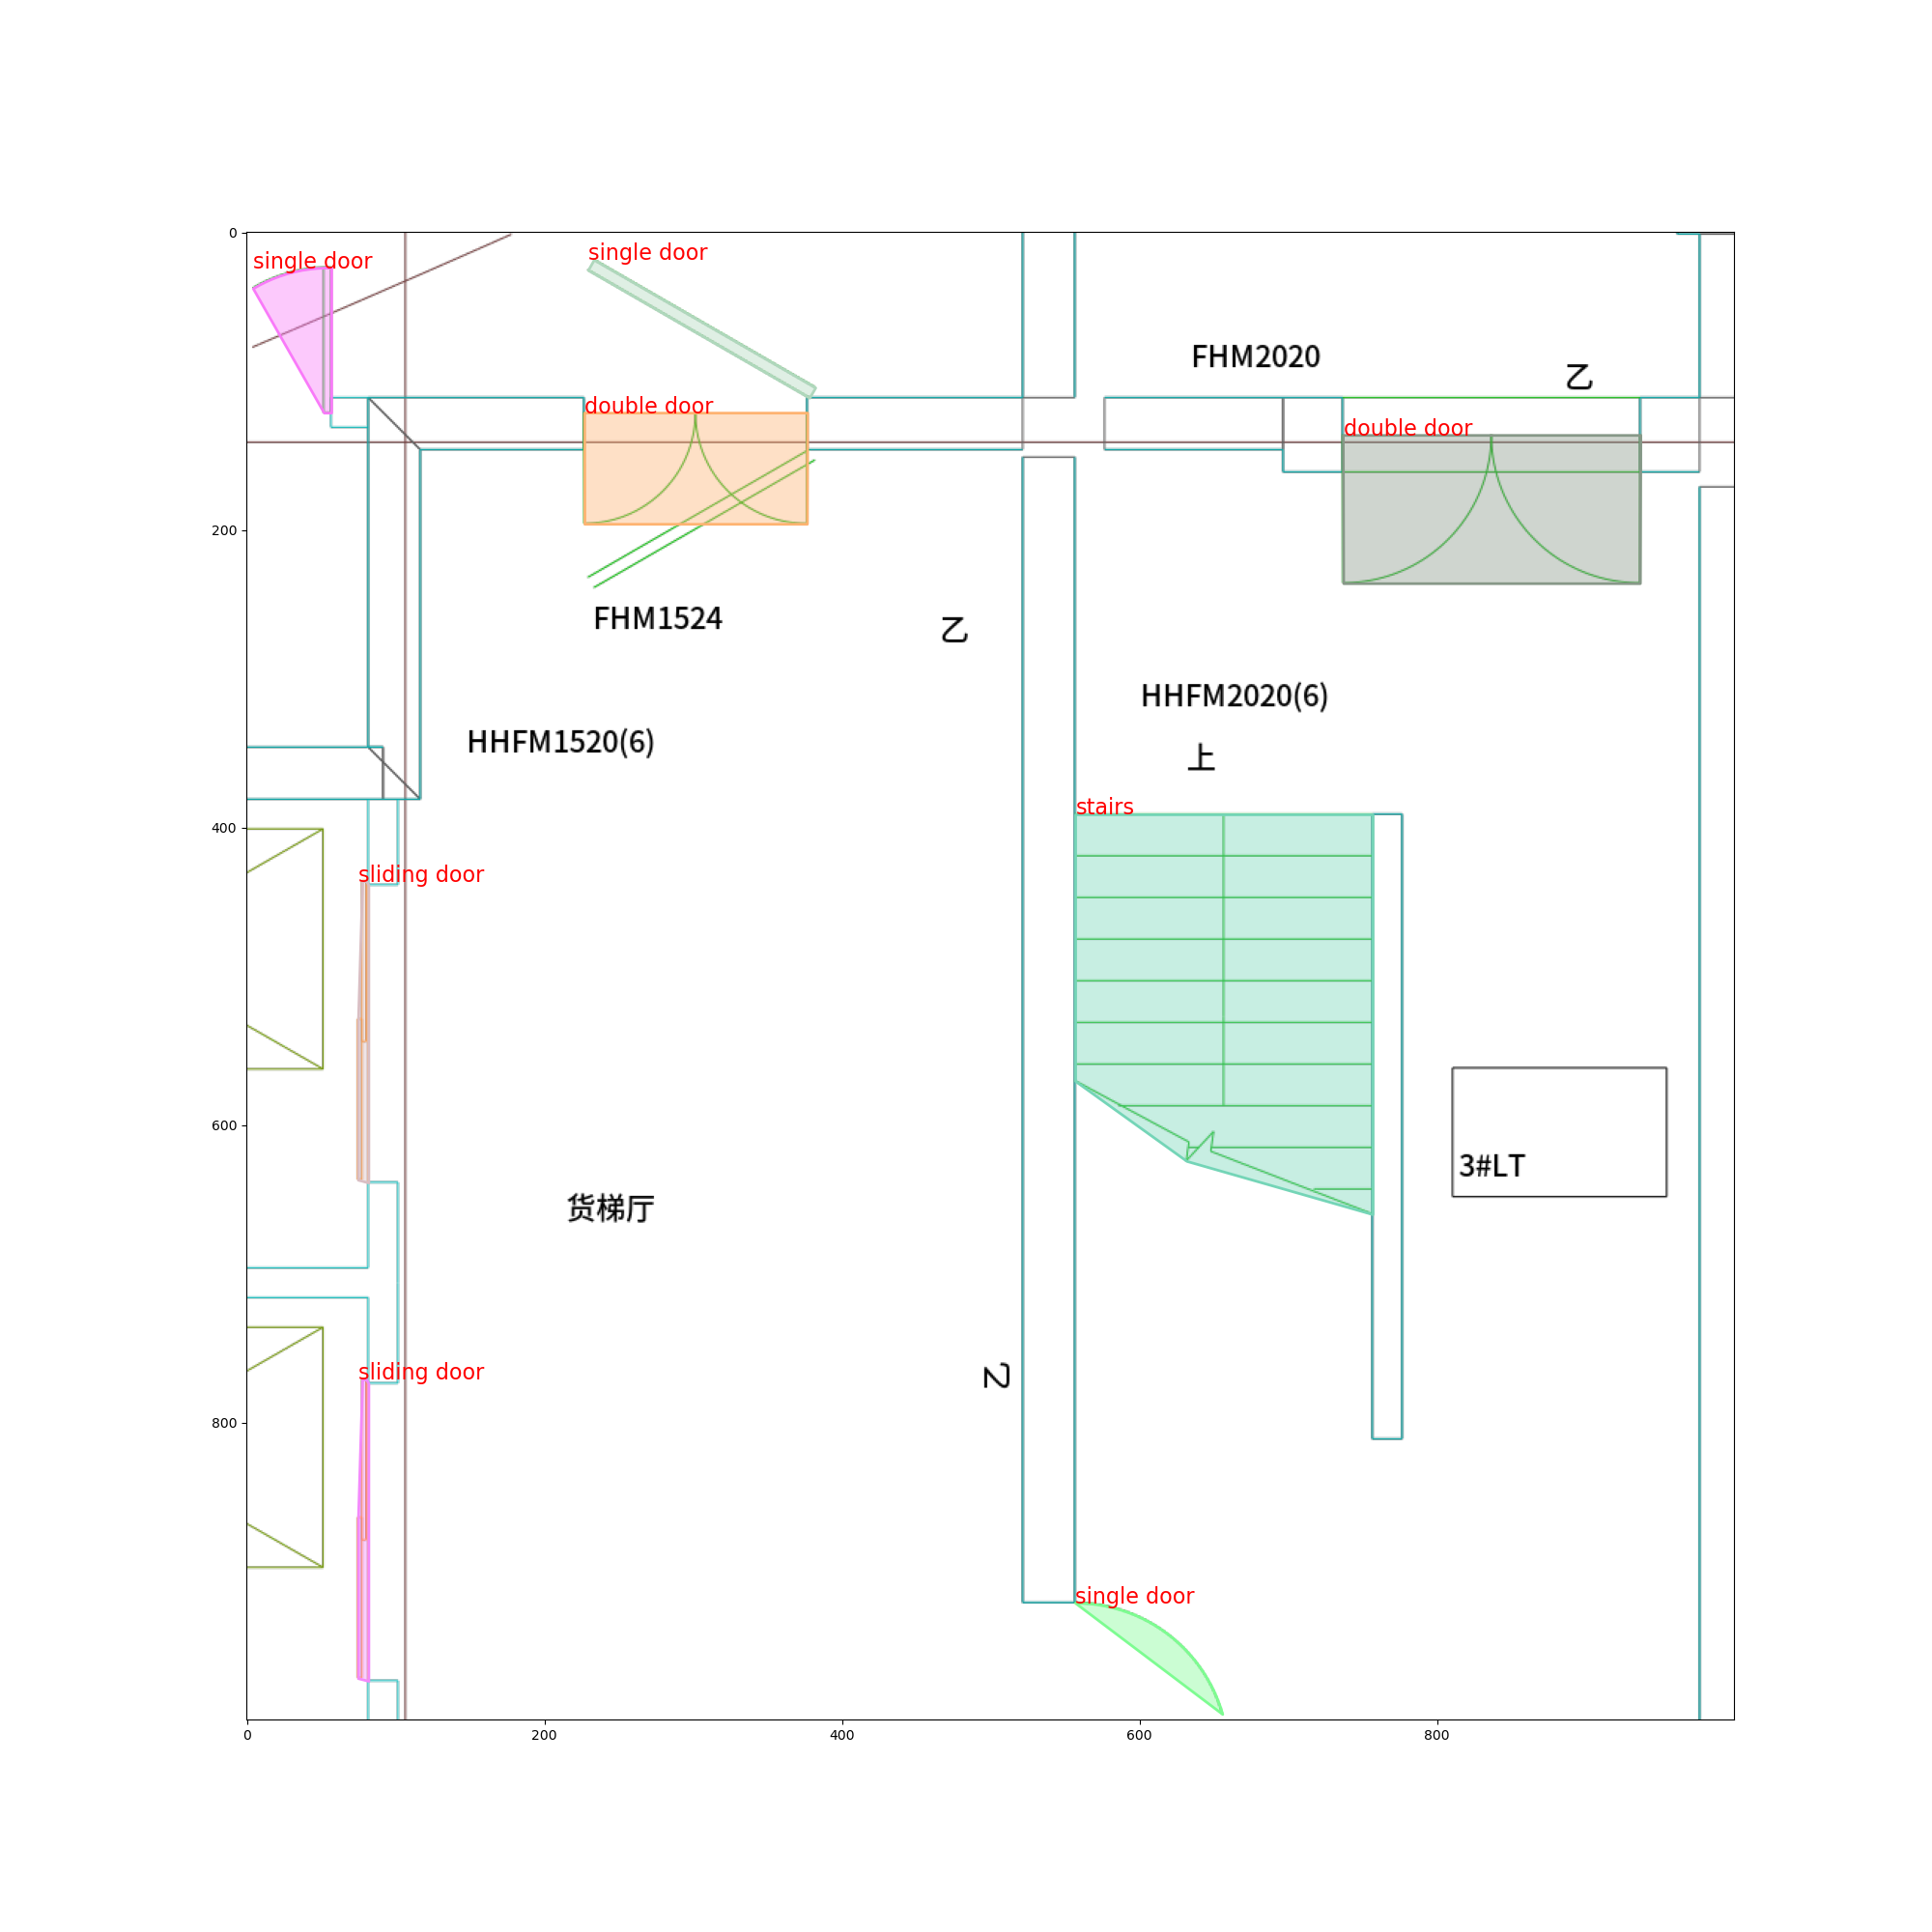 0
single door
single door
FHM2020
乙
double door
double door
200
FHM1524
乙
HHFM2020(6)
HHFM1520(6)
上
stairs
400
sliding door
600
3#LT
货梯厅
sliding door
2
800
single door
0
200
400
600
800